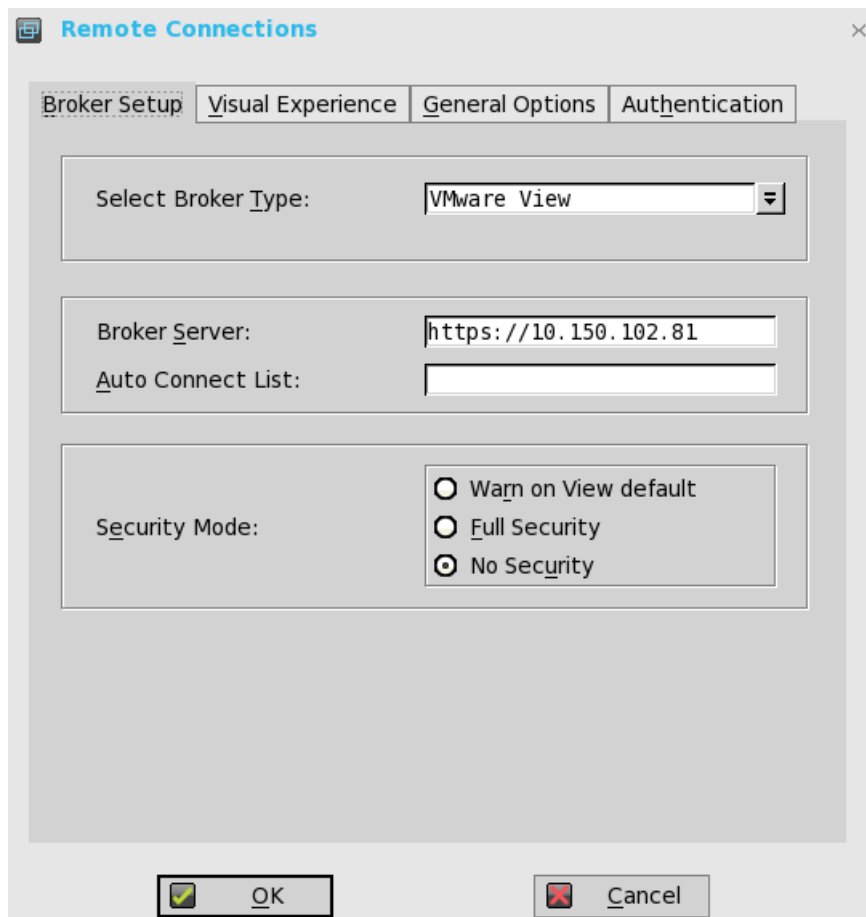 Remote Connections
Broker Setup
Visual Experience
General Options
Authentication
Select Broker Type:
VMware View
Broker Server:
https://10.150.102.81
Auto Connect List:
Security Mode:
Warn on View default
Full Security
No Security
OK
Cancel